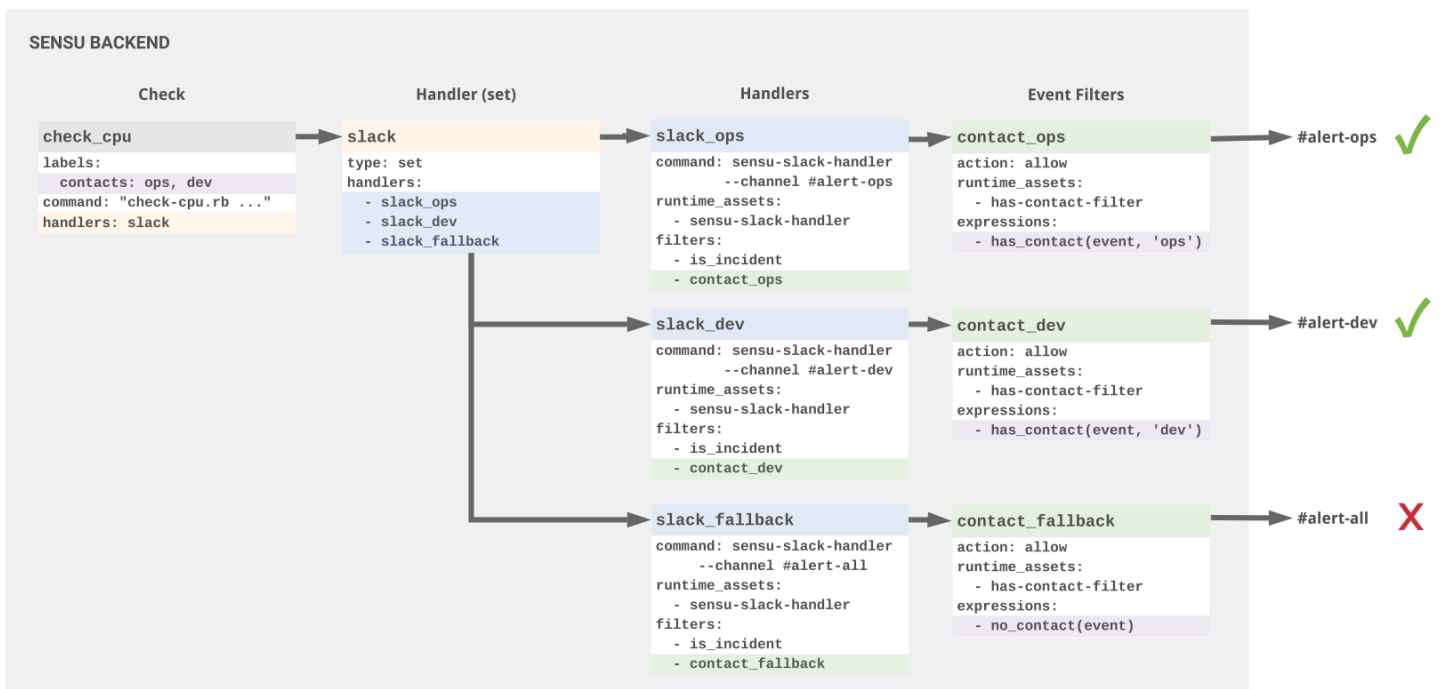 SENSU BACKEND
Check
Handler (set)
Handlers
Event Filters
check_cpu
labels:
contacts: ops, dev
command: "check-cpu.rb ..."
handlers: slack
slack
type: set
handlers:
- slack_ops
- slack_dev
- slack_fallback
slack_ops
command: sensu-slack-handler
--channel #alert-ops
runtime_assets:
- sensu-slack-handler
filters:
- is_incident
- contact_ops
contact_ops
action: allow
runtime_assets:
- has-contact-filter
expressions:
- has_contact(event, 'ops')
#alert-ops
slack_dev
command: sensu-slack-handler
--channel #alert-dev
runtime_assets:
- sensu-slack-handler
filters:
- is_incident
- contact_dev
contact_dev
action: allow
runtime_assets:
- has-contact-filter
expressions:
- has_contact(event, 'dev')
#alert-dev
slack_fallback
command: sensu-slack-handler
--channel #alert-all
runtime_assets:
- sensu-slack-handler
filters:
- is_incident
- contact_fallback
contact_fallback
action: allow
runtime_assets:
- has-contact-filter
expressions:
- no_contact(event)
#alert-all